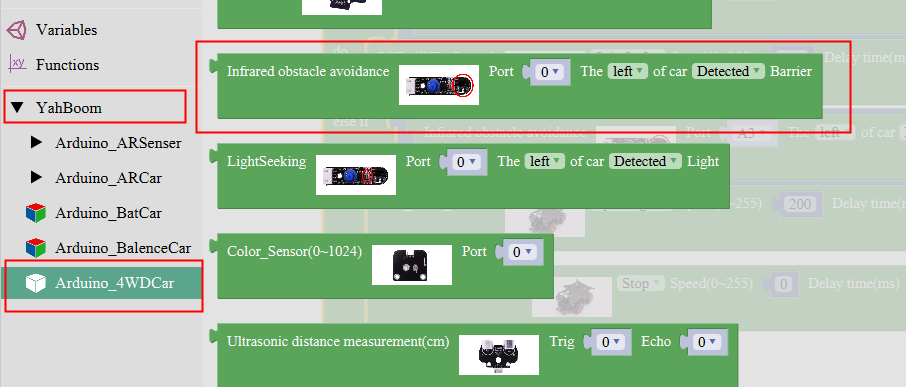 Variables
Functions
YahBoom
Arduino_ARSenser
Arduino_ARCar
Arduino_BatCar
Arduino_BalenceCar
Arduino_4WDCar
do
Delay time(ms
Infrared obstacle avoidance Port 0 The left of car Detected Barrier
else if
Infrared obstacle avoidance Port A3 The left of car
LightSeeking Port 0 The left of car Detected Light
~255) 200 Delay time(m
Color_Sensor(0~1024) Port 0
Stop Speed(0~255) 0 Delay time(ms)
Ultrasonic distance measurement(cm) Trig 0 Echo 0